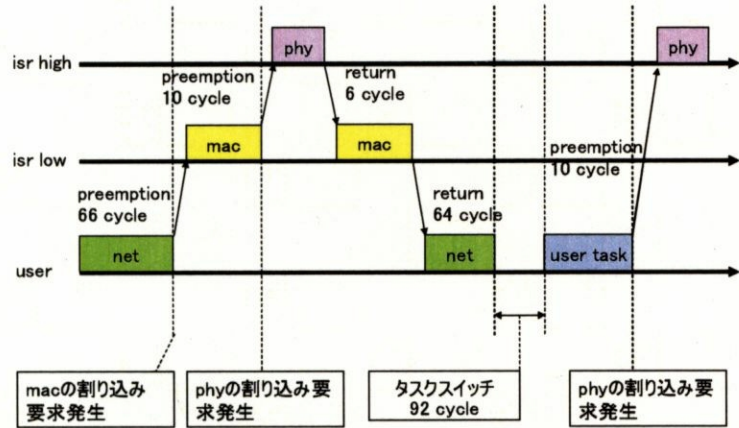 isr high
phy
phy
preemption
10 cycle
return
6 cycle
isr low
mac
mac
preemption
10 cycle
preemption
66 cycle
return
64 cycle
user
net
net
user task
macの割り込み
要求発生
phyの割り込み要
求発生
タスクスイッチ
92 cycle
phyの割り込み要
求発生